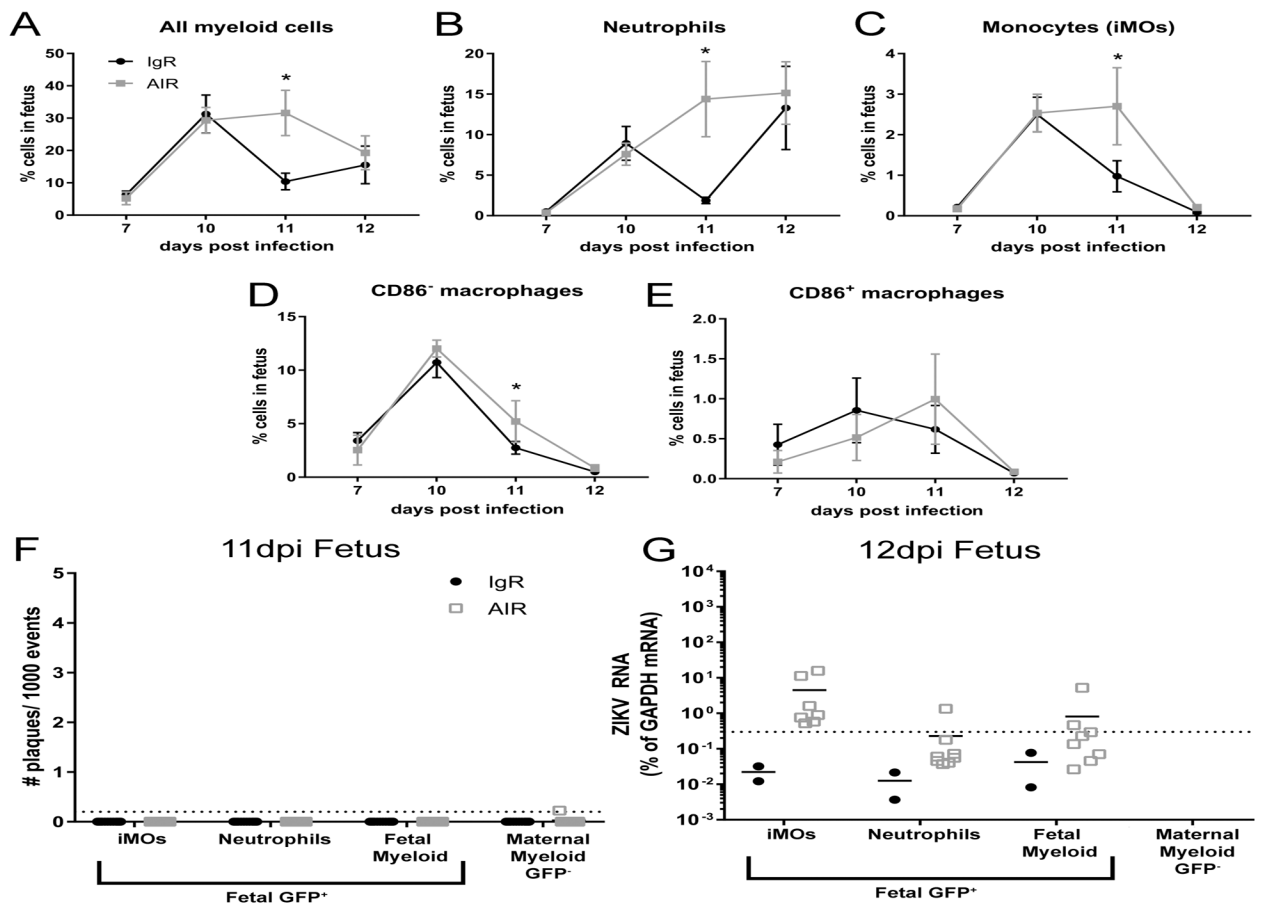 A
All myeloid cells
IgR
AIR
*
% cells in fetus
50
40
30
20
10
0
7
10
11
12
days post infection
B
Neutrophils
*
% cells in fetus
20
15
10
5
0
7
10
11
12
days post infection
C
Monocytes (iMOs)
*
% cells in fetus
4
3
2
1
0
7
10
11
12
days post infection
D
CD86⁻ macrophages
*
% cells in fetus
15
10
5
0
7
10
11
12
days post infection
E
CD86⁺ macrophages
% cells in fetus
2.0
1.5
1.0
0.5
0.0
7
10
11
12
days post infection
F
11dpi Fetus
IgR
AIR
# plaques/ 1000 events
5
4
3
2
1
0
iMOs
Neutrophils
Fetal
Myeloid
Maternal
Myeloid
GFP⁻
Fetal GFP⁺
G
12dpi Fetus
ZIKV RNA
(% of GAPDH mRNA)
10⁴
10³
10²
10¹
10⁰
10⁻¹
10⁻²
10⁻³
iMOs
Neutrophils
Fetal
Myeloid
Maternal
Myeloid
GFP⁻
Fetal GFP⁺